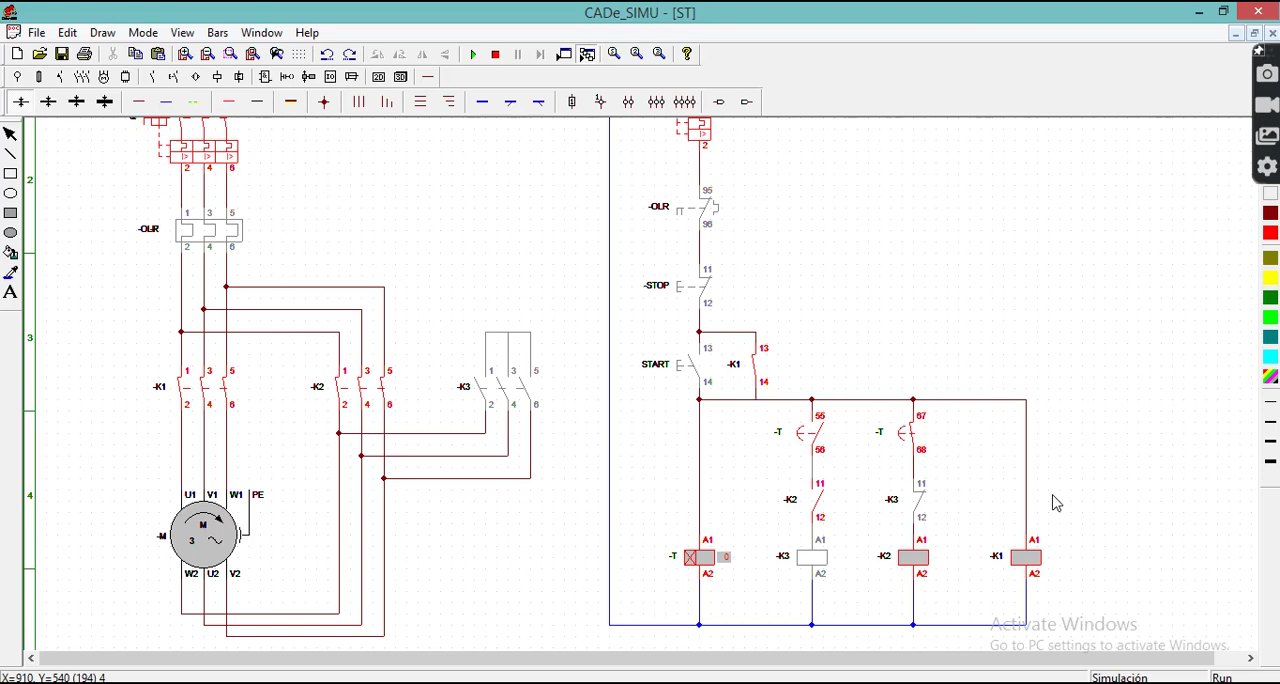 CADe_SIMU - [ST]
File Edit Draw Mode View Bars Window Help
2 4 6 2
2
95
-OLR
96
1 3 5
-OLR
2 4 6
11
-STOP
12
3
13 13
START -K1
14 14
1 3 5 1 3 5 1 3 5
-K1 -K2 -K3
2 4 6 2 4 6 2 4 6
55 67
-T -T
56 68
4
U1 V1 W1 PE
11 11
-K2 -K3
12 12
M
-M
3
A1 A1 A1 A1
-T 0 -K3 -K2 -K1
A2 A2 A2 A2
W2 U2 V2
Activate Windows
Go to PC settings to activate Windows.
X=910, Y=540 (194) 4 Simulación Run